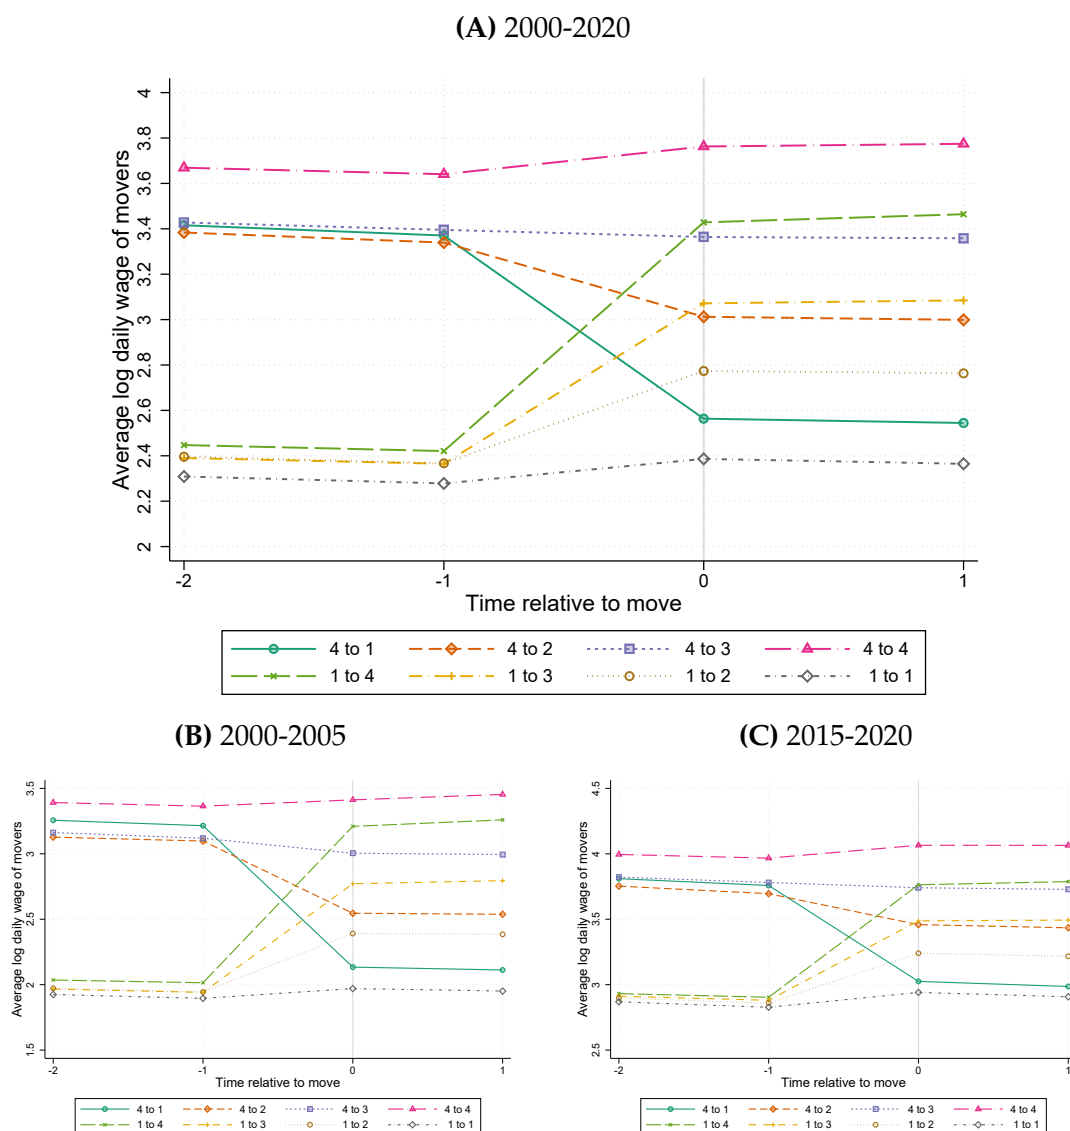 (A) 2000-2020
Average log daily wage of movers
4
3.8
3.6
3.4
3.2
3
2.8
2.6
2.4
2.2
2
-2 -1 0 1
Time relative to move
4 to 1 4 to 2 4 to 3 4 to 4
1 to 4 1 to 3 1 to 2 1 to 1
(B) 2000-2005
Average log daily wage of movers
3.5
3
2.5
2
1.5
-2 -1 0 1
Time relative to move
4 to 1 4 to 2 4 to 3 4 to 4
1 to 4 1 to 3 1 to 2 1 to 1
(C) 2015-2020
Average log daily wage of movers
4.5
4
3.5
3
2.5
-2 -1 0 1
Time relative to move
4 to 1 4 to 2 4 to 3 4 to 4
1 to 4 1 to 3 1 to 2 1 to 1